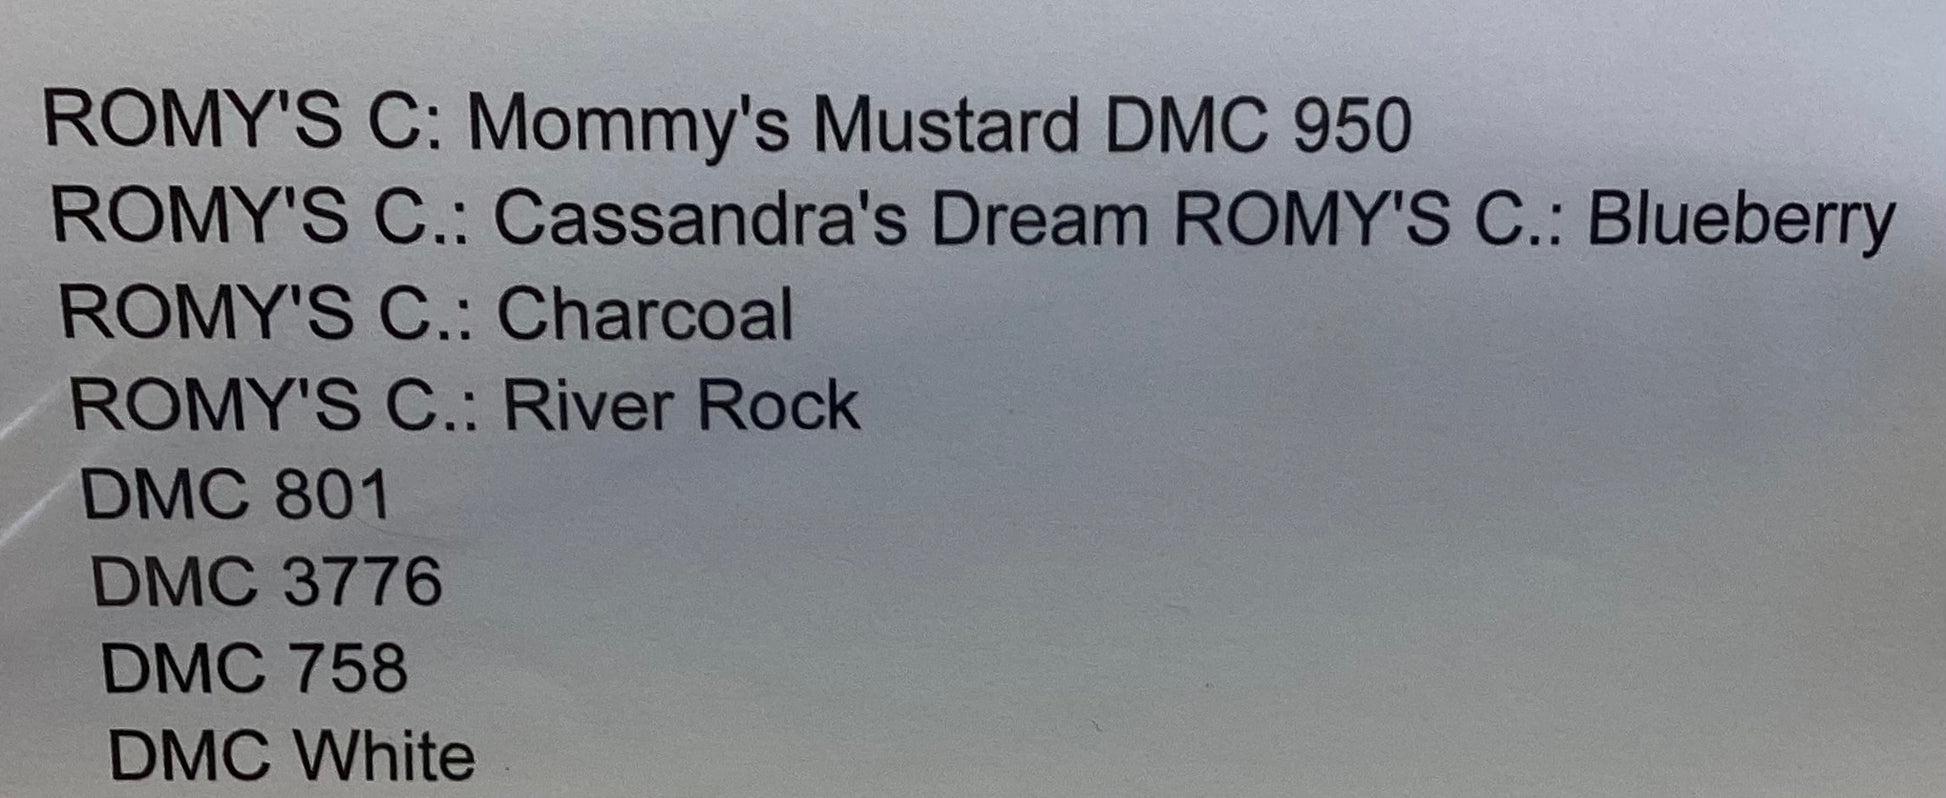 ROMY'S C: Mommy's Mustard DMC 950
ROMY'S C.: Cassandra's Dream ROMY'S C.: Blueberry
ROMY'S C.: Charcoal
ROMY'S C.: River Rock
DMC 801
DMC 3776
DMC 758
DMC White